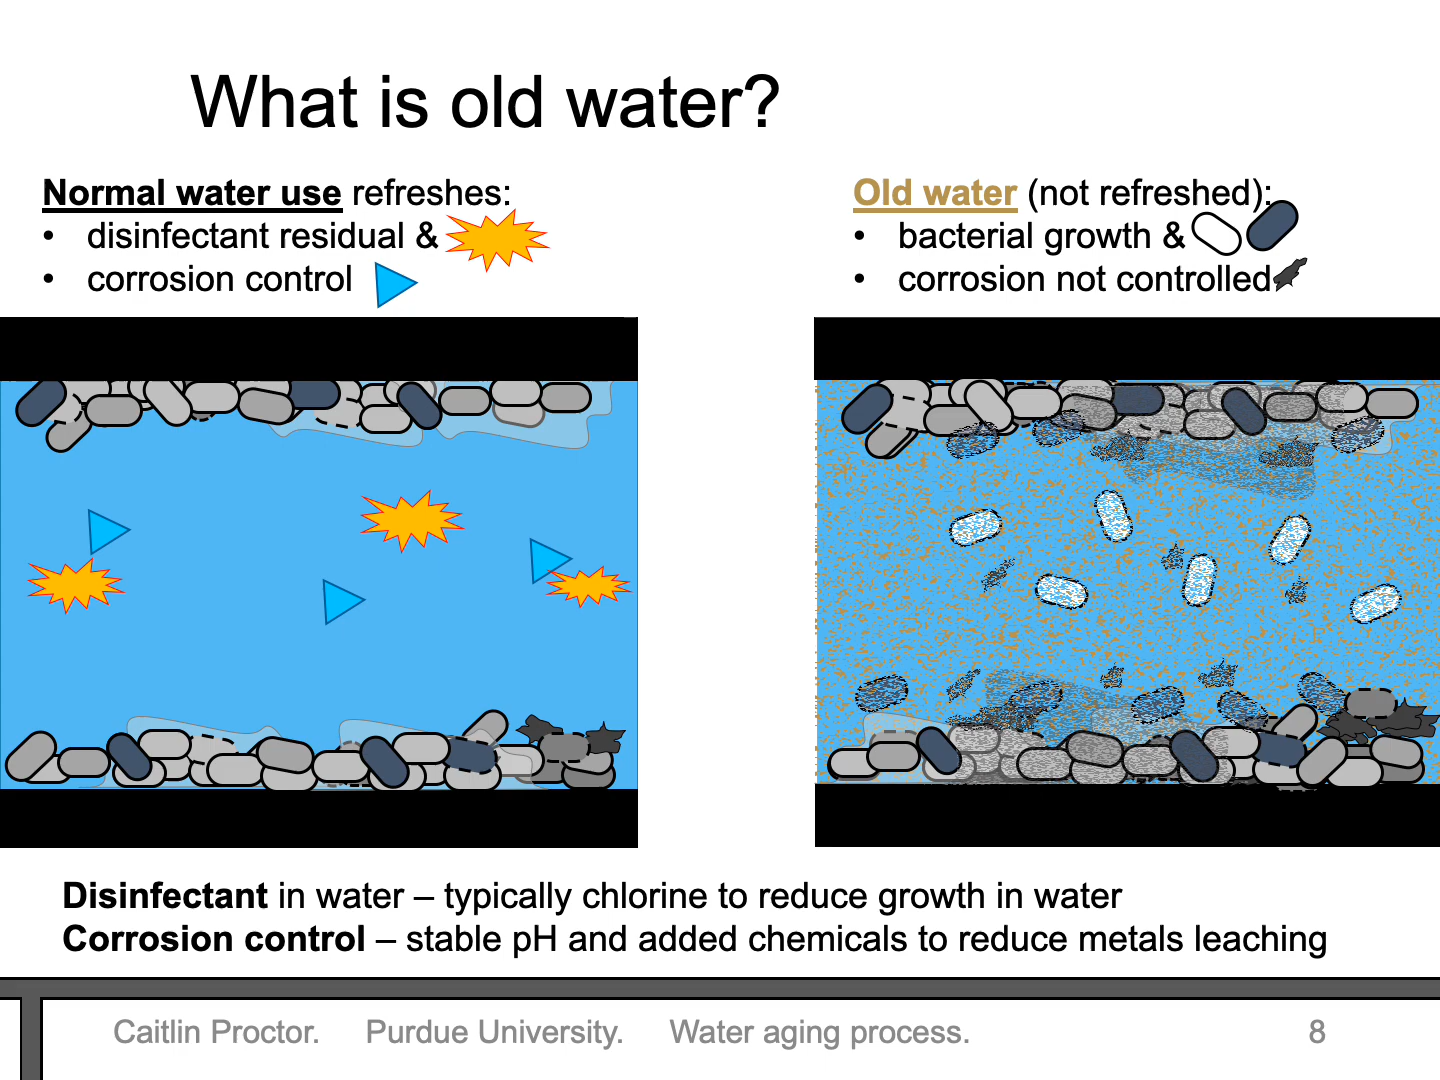 What is old water?
Normal water use refreshes:
• disinfectant residual &
• corrosion control
Old water (not refreshed):
• bacterial growth &
• corrosion not controlled
Disinfectant in water – typically chlorine to reduce growth in water
Corrosion control – stable pH and added chemicals to reduce metals leaching
Caitlin Proctor. Purdue University. Water aging process. 8